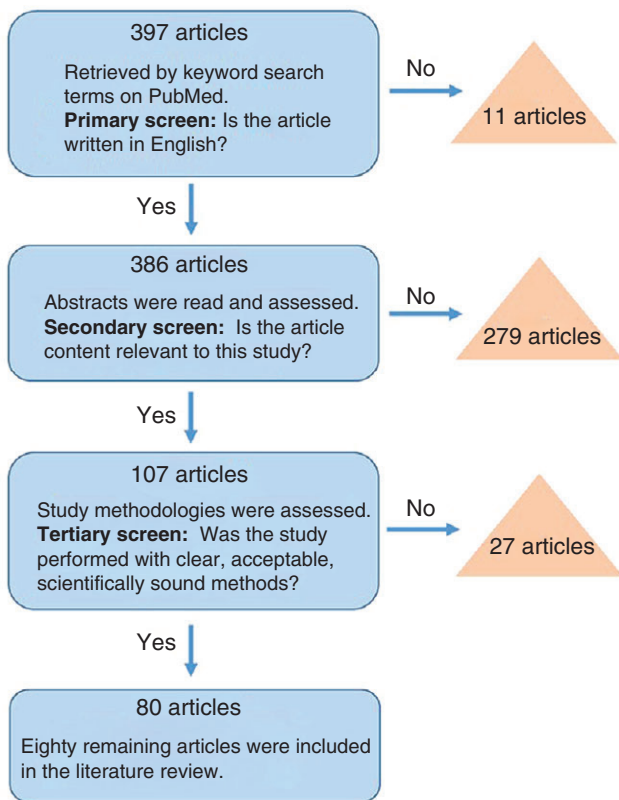 397 articles
Retrieved by keyword search
terms on PubMed.
Primary screen: Is the article
written in English?
No
11 articles
Yes
386 articles
Abstracts were read and assessed.
Secondary screen: Is the article
content relevant to this study?
No
279 articles
Yes
107 articles
Study methodologies were assessed.
Tertiary screen: Was the study
performed with clear, acceptable,
scientifically sound methods?
No
27 articles
Yes
80 articles
Eighty remaining articles were included
in the literature review.